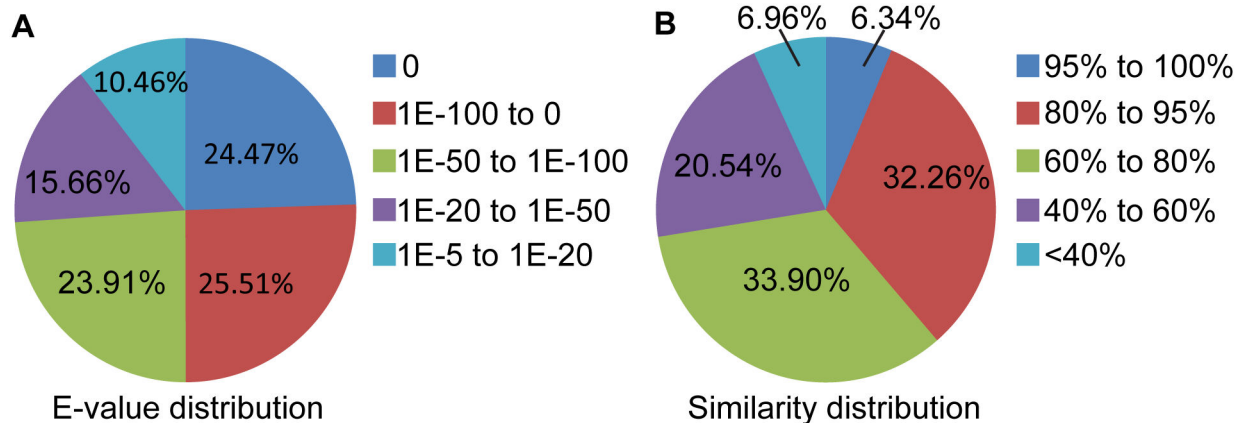 A
10.46%
24.47%
15.66%
23.91%
25.51%
0
1E-100 to 0
1E-50 to 1E-100
1E-20 to 1E-50
1E-5 to 1E-20
E-value distribution
B
6.96%
6.34%
20.54%
32.26%
33.90%
95% to 100%
80% to 95%
60% to 80%
40% to 60%
<40%
Similarity distribution